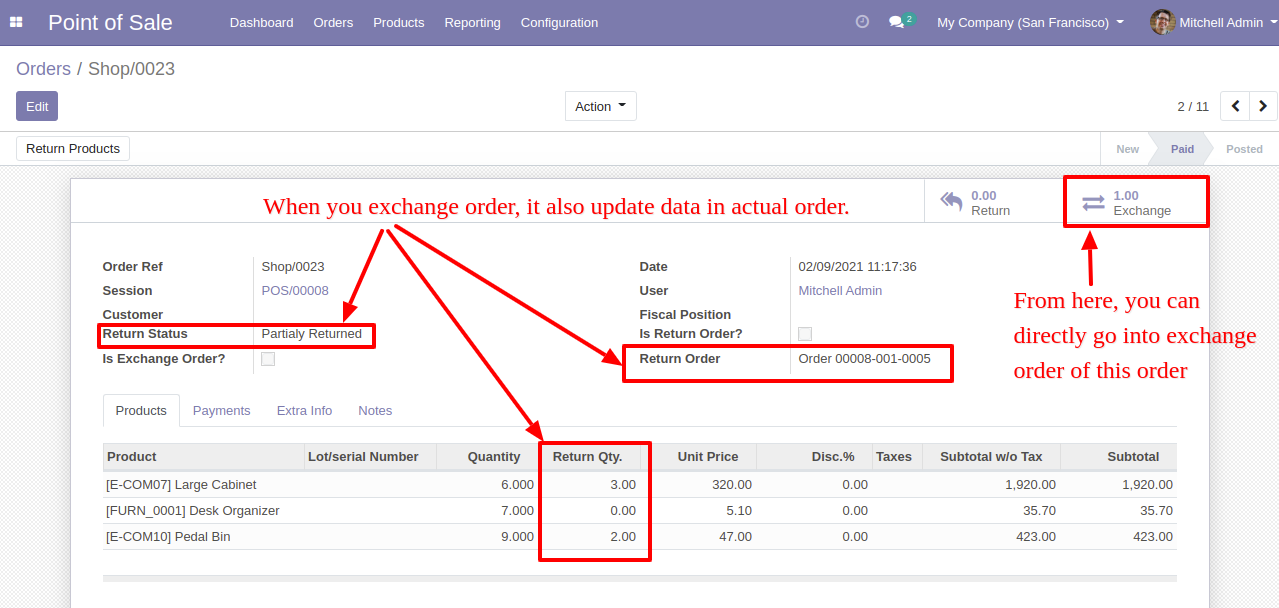 Point of Sale Dashboard Orders Products Reporting Configuration 2 My Company (San Francisco) Mitchell Admin
Orders / Shop/0023
Edit Action 2 / 11
Return Products New Paid Posted
When you exchange order, it also update data in actual order.
0.00
Return
1.00
Exchange
Order Ref Shop/0023 Date 02/09/2021 11:17:36
Session POS/00008 User Mitchell Admin
Customer Fiscal Position
Return Status Partialy Returned Is Return Order?
Is Exchange Order? Return Order Order 00008-001-0005
From here, you can
directly go into exchange
order of this order
Products Payments Extra Info Notes
Product Lot/serial Number Quantity Return Qty. Unit Price Disc.% Taxes Subtotal w/o Tax Subtotal
[E-COM07] Large Cabinet 6.000 3.00 320.00 0.00 1,920.00 1,920.00
[FURN_0001] Desk Organizer 7.000 0.00 5.10 0.00 35.70 35.70
[E-COM10] Pedal Bin 9.000 2.00 47.00 0.00 423.00 423.00